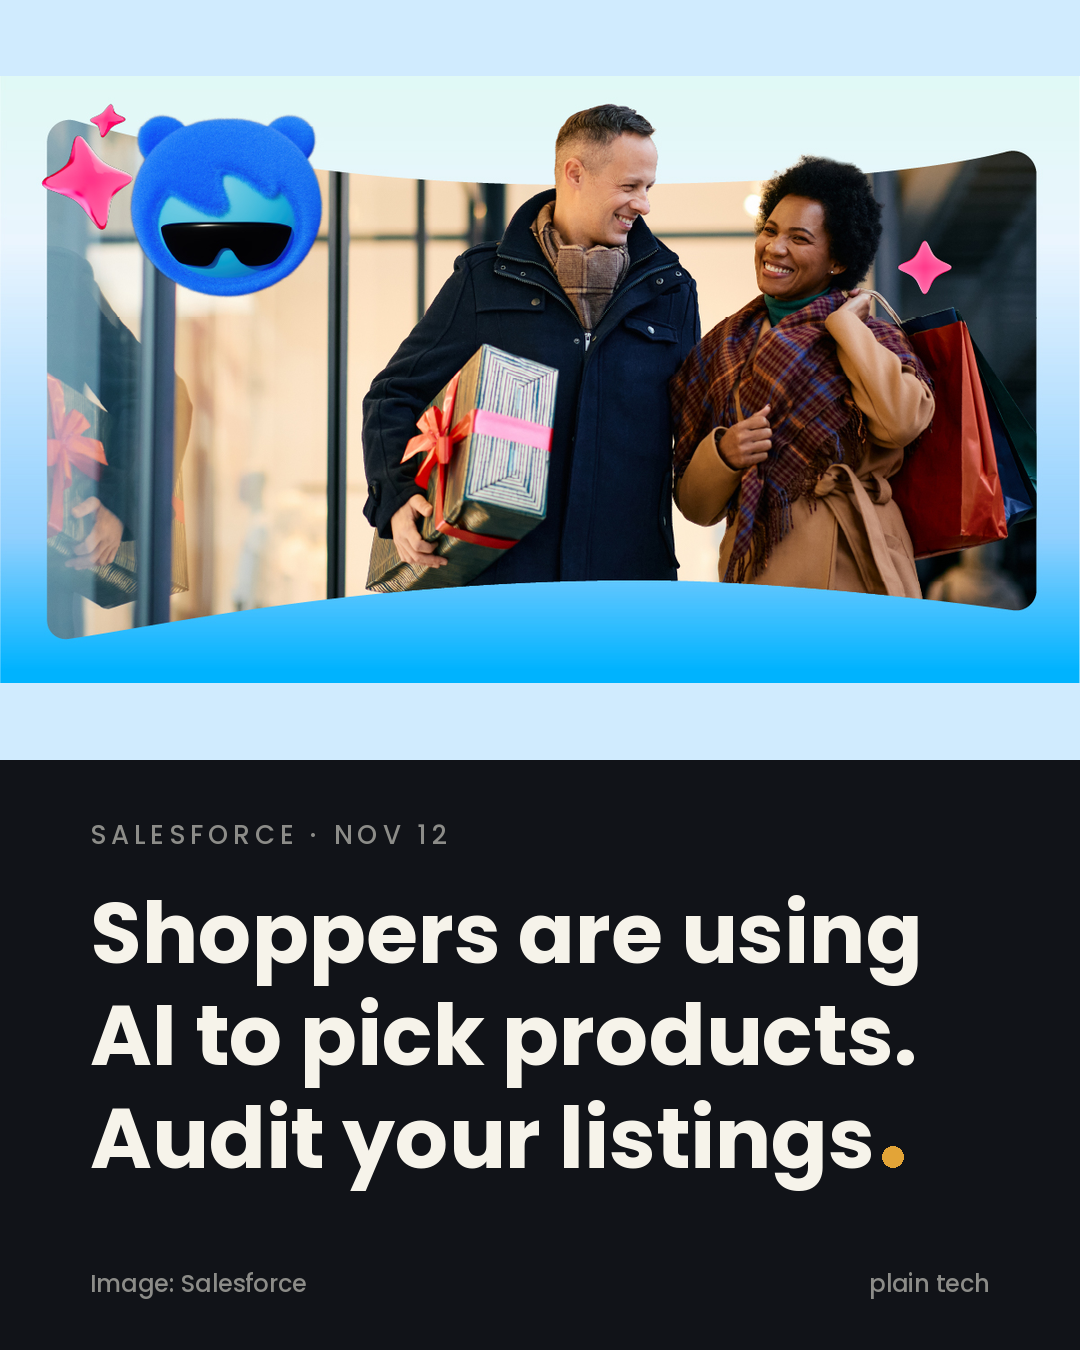 SALESFORCE · NOV 12
Shoppers are using
AI to pick products.
Audit your listings.
Image: Salesforce
plain tech